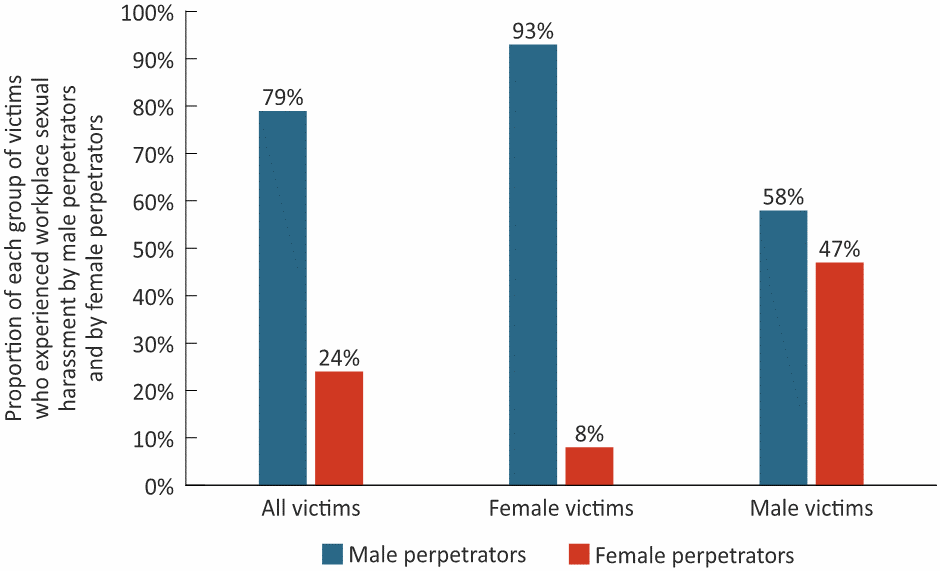 Proportion of each group of victims
who experienced workplace sexual
harassment by male perpetrators
and by female perpetrators
100%
90%
80%
70%
60%
50%
40%
30%
20%
10%
0%
79%
24%
93%
8%
58%
47%
All victims
Female victims
Male victims
Male perpetrators
Female perpetrators